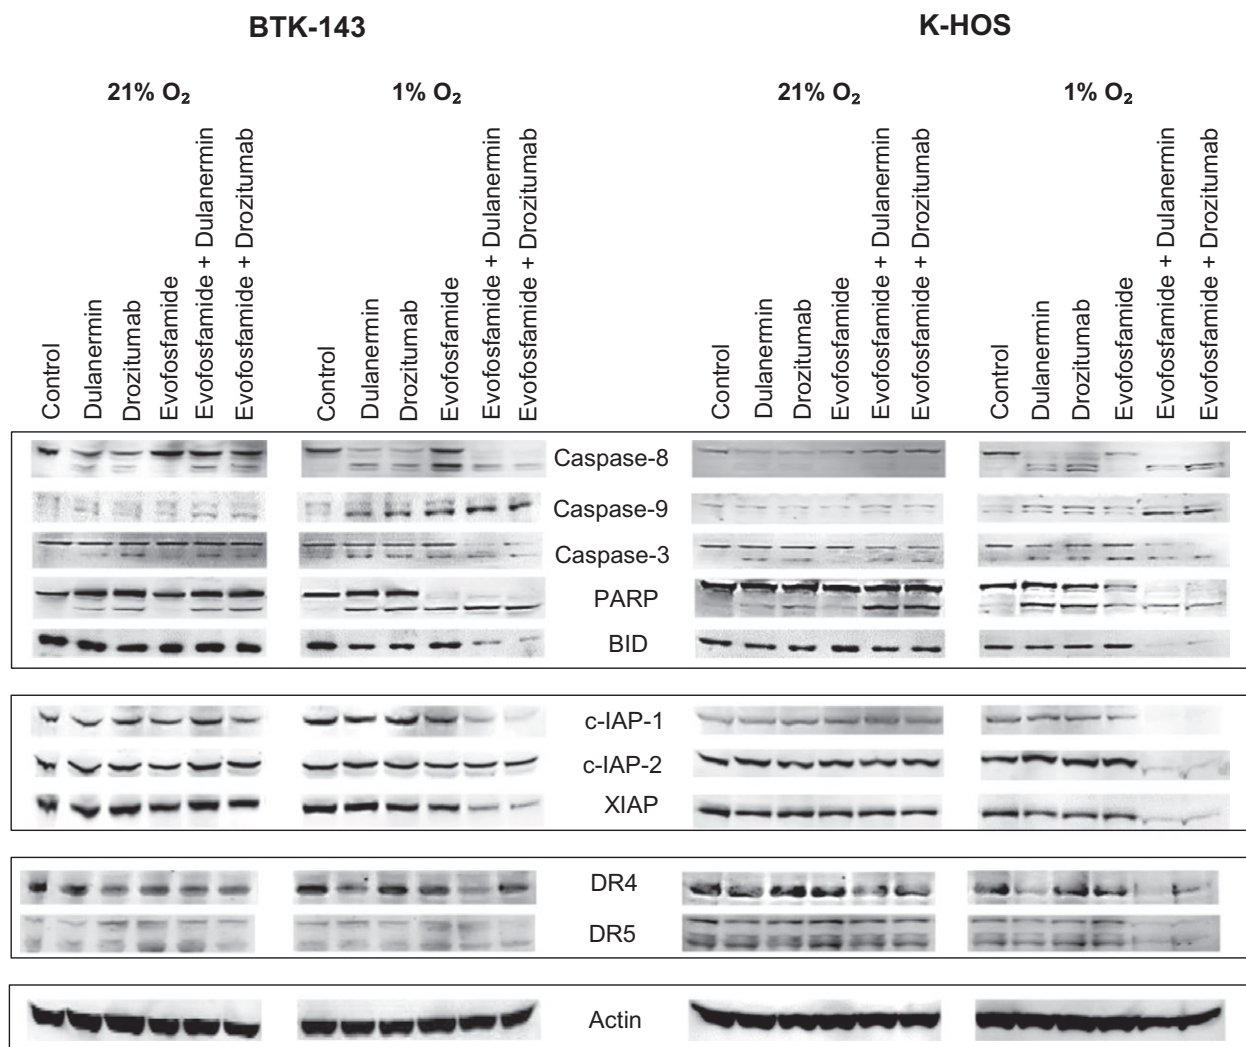 BTK-143
K-HOS
21% O₂
1% O₂
21% O₂
1% O₂
Control
Dulanermin
Drozitumab
Evofosfamide
Evofosfamide + Dulanermin
Evofosfamide + Drozitumab
Control
Dulanermin
Drozitumab
Evofosfamide
Evofosfamide + Dulanermin
Evofosfamide + Drozitumab
Control
Dulanermin
Drozitumab
Evofosfamide
Evofosfamide + Dulanermin
Evofosfamide + Drozitumab
Control
Dulanermin
Drozitumab
Evofosfamide
Evofosfamide + Dulanermin
Evofosfamide + Drozitumab
Caspase-8
Caspase-9
Caspase-3
PARP
BID
c-IAP-1
c-IAP-2
XIAP
DR4
DR5
Actin